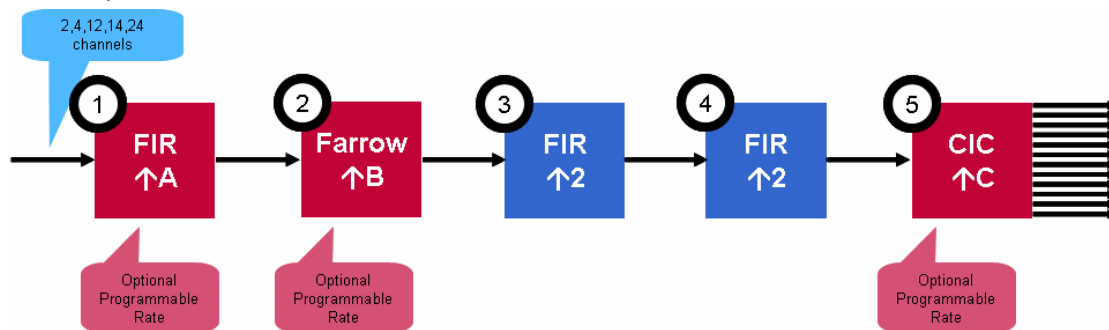 2,4,12,14,24
channels
1
FIR
↑A
2
Farrow
↑B
3
FIR
↑2
4
FIR
↑2
5
CIC
↑C
Optional
Programmable
Rate
Optional
Programmable
Rate
Optional
Programmable
Rate